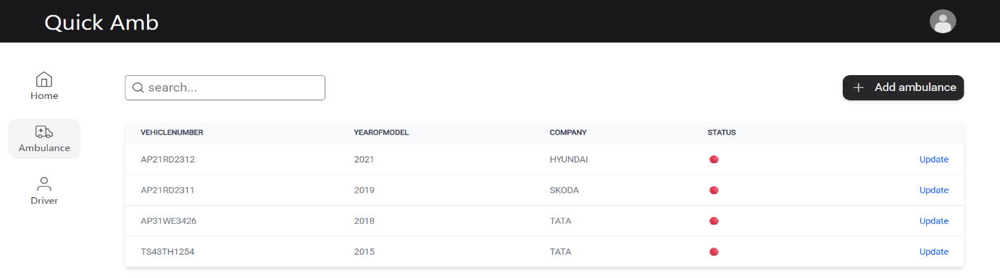 Quick Amb
Home
Ambulance
Driver
search...
Add ambulance
VEHICLENUMBER YEAROFMODEL COMPANY STATUS
AP21RD2312 2021 HYUNDAI Update
AP21RD2311 2019 SKODA Update
AP31WE3426 2018 TATA Update
TS43TH1254 2015 TATA Update